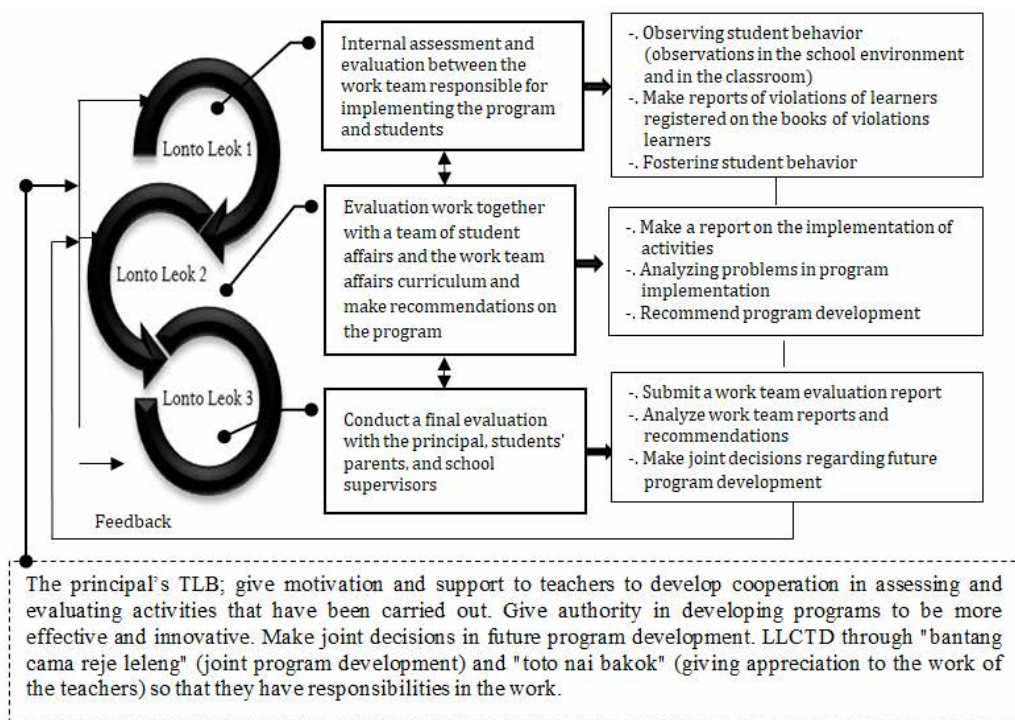 Lonto Leok 1
Internal assessment and
evaluation between the
work team responsible for
implementing the program
and students
-. Observing student behavior
(observations in the school environment
and in the classroom)
-. Make reports of violations of learners
registered on the books of violations
learners
-. Fostering student behavior
Lonto Leok 2
Evaluation work together
with a team of student
affairs and the work team
affairs curriculum and
make recommendations on
the program
-. Make a report on the implementation of
activities
-. Analyzing problems in program
implementation
-. Recommend program development
Lonto Leok 3
Conduct a final evaluation
with the principal, students'
parents, and school
supervisors
-. Submit a work team evaluation report
-. Analyze work team reports and
recommendations
-. Make joint decisions regarding future
program development
Feedback
The principal's TLB; give motivation and support to teachers to develop cooperation in assessing and
evaluating activities that have been carried out. Give authority in developing programs to be more
effective and innovative. Make joint decisions in future program development. LLCTD through "bantang
cama reje leleng" (joint program development) and "toto nai bakok" (giving appreciation to the work of
the teachers) so that they have responsibilities in the work.